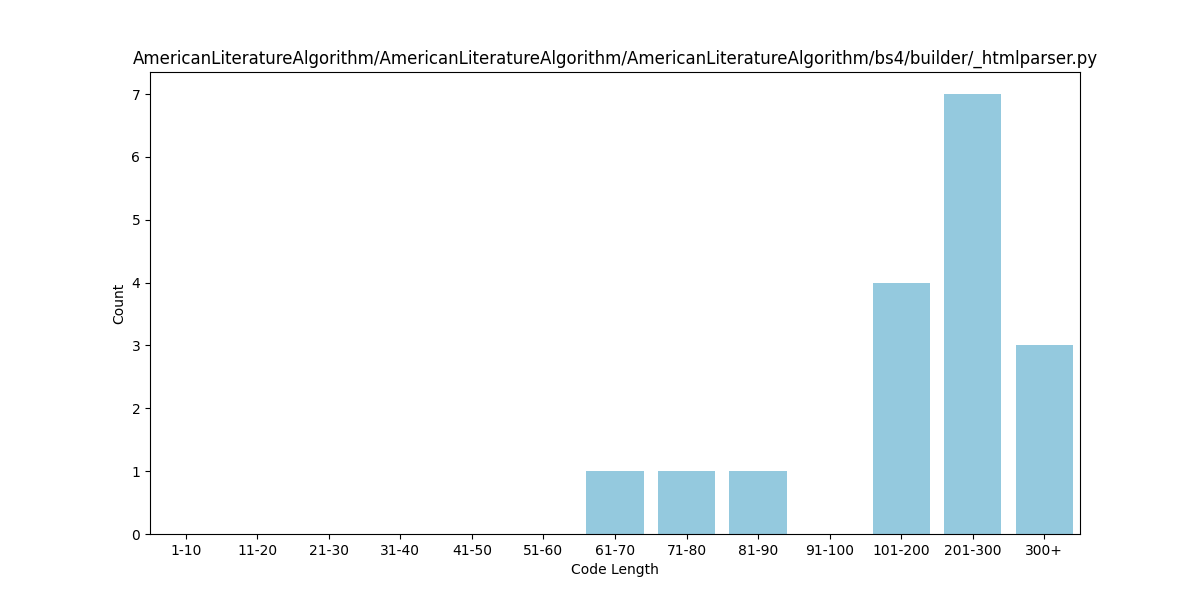 AmericanLiteratureAlgorithm/AmericanLiteratureAlgorithm/AmericanLiteratureAlgorithm/bs4/builder/_htmlparser.py
7
6
5
4
3
2
1
0
Count
1-10 11-20 21-30 31-40 41-50 51-60 61-70 71-80 81-90 91-100 101-200 201-300 300+
Code Length